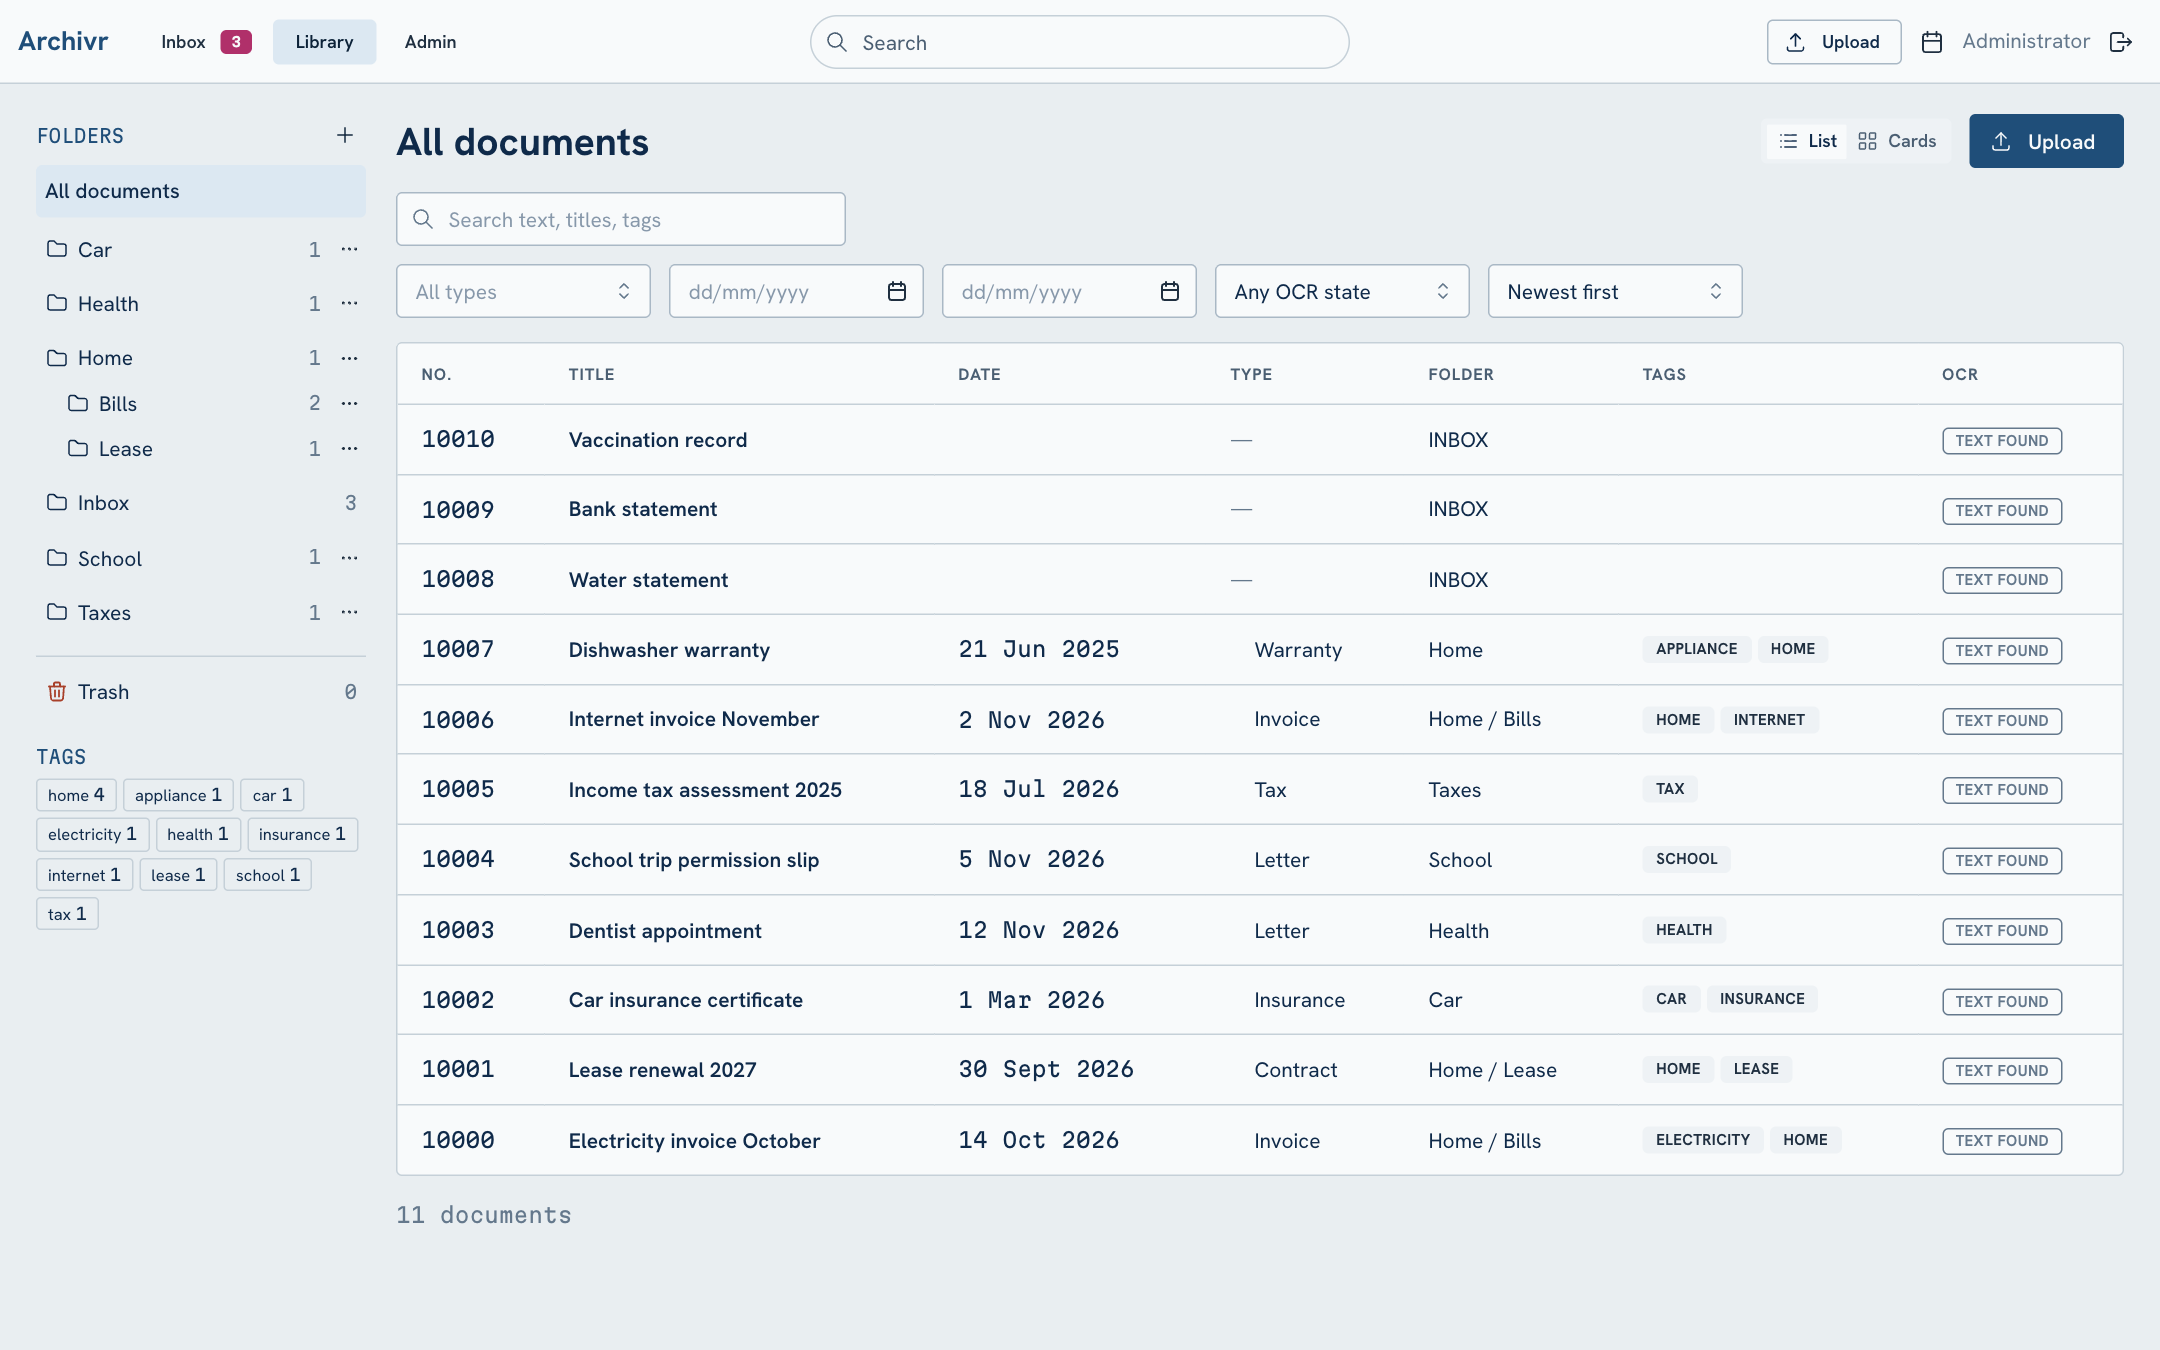 Archivr Inbox 3 Library Admin Search Upload Administrator
FOLDERS
All documents
Car 1
Health 1
Home 1
Bills 2
Lease 1
Inbox 3
School 1
Taxes 1
Trash 0
TAGS
home 4 appliance 1 car 1
electricity 1 health 1 insurance 1
internet 1 lease 1 school 1
tax 1
All documents List Cards Upload
Search text, titles, tags
All types dd/mm/yyyy dd/mm/yyyy Any OCR state Newest first
NO. TITLE DATE TYPE FOLDER TAGS OCR
10010 Vaccination record — INBOX TEXT FOUND
10009 Bank statement — INBOX TEXT FOUND
10008 Water statement — INBOX TEXT FOUND
10007 Dishwasher warranty 21 Jun 2025 Warranty Home APPLIANCE HOME TEXT FOUND
10006 Internet invoice November 2 Nov 2026 Invoice Home / Bills HOME INTERNET TEXT FOUND
10005 Income tax assessment 2025 18 Jul 2026 Tax Taxes TAX TEXT FOUND
10004 School trip permission slip 5 Nov 2026 Letter School SCHOOL TEXT FOUND
10003 Dentist appointment 12 Nov 2026 Letter Health HEALTH TEXT FOUND
10002 Car insurance certificate 1 Mar 2026 Insurance Car CAR INSURANCE TEXT FOUND
10001 Lease renewal 2027 30 Sept 2026 Contract Home / Lease HOME LEASE TEXT FOUND
10000 Electricity invoice October 14 Oct 2026 Invoice Home / Bills ELECTRICITY HOME TEXT FOUND
11 documents